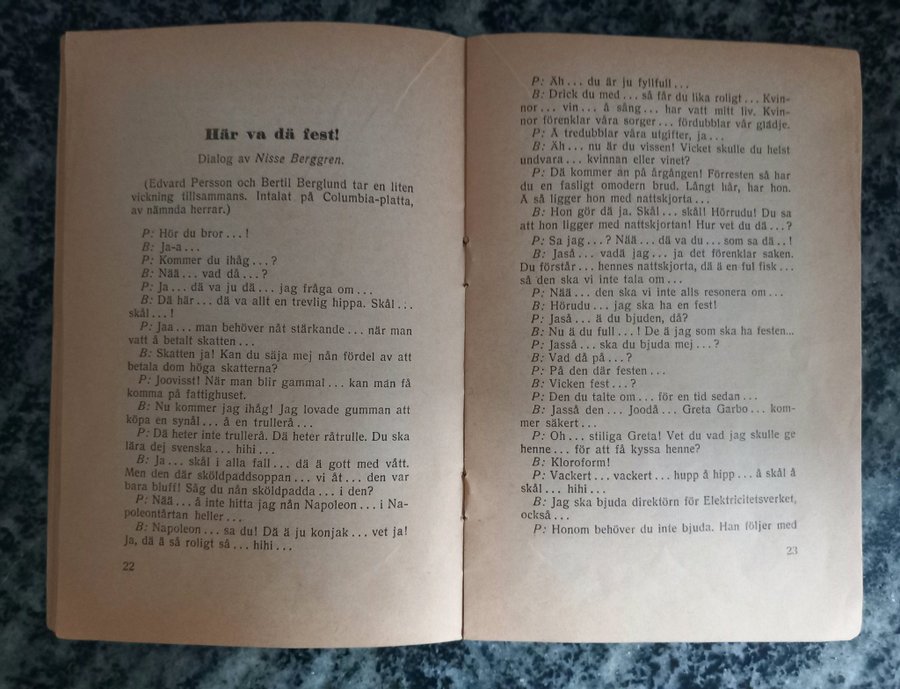 Här va dä fest!
Dialog av Nisse Berggren.
(Edvard Persson och Bertil Berglund tar en liten
vickning tillsammans. Intalat på Columbia-platta,
av nämnda herrar.)
P: Hör du bror . . . !
B: Ja-a . . .
P: Kommer du ihåg . . . ?
B: Nää . . . vad då . . . ?
P: Ja . . . dä va ju dä . . . jag fråga om . . .
B: Dä här . . . dä va allt en trevlig hippa. Skål . . .
skål . . . !
P: Jaa . . . man behöver nåt stärkande . . . när man
vatt å betalt skatten . . .
B: Skatten ja! Kan du säja mej nån fördel av att
betala dom höga skatterna?
P: Joovisst! När man blir gammal . . . kan man få
komma på fattighuset.
B: Nu kommer jag ihåg! Jag lovade gumman att
köpa en synål . . . å en trullerå . . .
P: Dä heter inte trullerå. Dä heter råtrulle. Du ska
lära dej svenska . . . hihi . . .
B: Ja . . . skål i alla fall . . . dä ä gott med vått.
Men den där sköldpaddsoppan . . . vi åt . . . den var
bara bluff! Såg du nån sköldpadda . . . i den?
P: Nää . . . å inte hitta jag nån Napoleon . . . i Na-
poleontårtan heller . . .
B: Napoleon . . . sa du! Dä ä ju konjak . . . vet ja!
Ja, dä å så roligt så . . . hihi . . .
22
P: Äh . . . du är ju fyllfull . . .
B: Drick du med . . . så får du lika roligt . . . Kvin-
nor . . . vin . . . å sång . . . har vatt mitt liv. Kvin-
nor förenklar våra sorger . . . fördubblar vår glädje.
P: Å tredubblar våra utgifter, ja . . .
B: Äh . . . nu är du vissen! Vicket skulle du helst
undvara . . . kvinnan eller vinet?
P: Dä kommer än på årgången! Förresten så har
du en fasligt omodern brud. Långt hår, har hon.
Å så ligger hon med nattskjorta . . .
B: Hon gör dä ja. Skål . . . skål! Hörrudu! Du sa
att hon ligger med nattskjortan! Hur vet du dä . . . ?
P: Sa jag . . . ? Nää . . . dä va du . . . som sa dä . . !
B: Jaså . . . vadå jag . . . ja det förenklar saken.
Du förstår . . . hennes nattskjorta, dä ä en ful fisk . . .
så den ska vi inte tala om . . .
P: Nää . . . den ska vi inte alls resonera om . . .
B: Hörudu . . . jag ska ha en fest!
P: Jaså . . . ä du bjuden, då?
B: Nu ä du full . . . ! De ä jag som ska ha festen...
P: Jasså . . . ska du bjuda mej . . . ?
B: Vad då på . . . ?
P: På den där festen . . .
B: Vicken fest . . . ?
P: Den du talte om . . . för en tid sedan . . .
B: Jasså den . . . Joodå . . . Greta Garbo . . . kom-
mer säkert . . .
P: Oh . . . stiliga Greta! Vet du vad jag skulle ge
henne . . . för att få kyssa henne?
B: Kloroform!
P: Vackert . . . vackert . . . hupp å hipp . . . å skål å
skål . . . hihi . . .
B: Jag ska bjuda direktörn för Elektricitetsverket,
också . . .
P: Honom behöver du inte bjuda. Han följer med
23